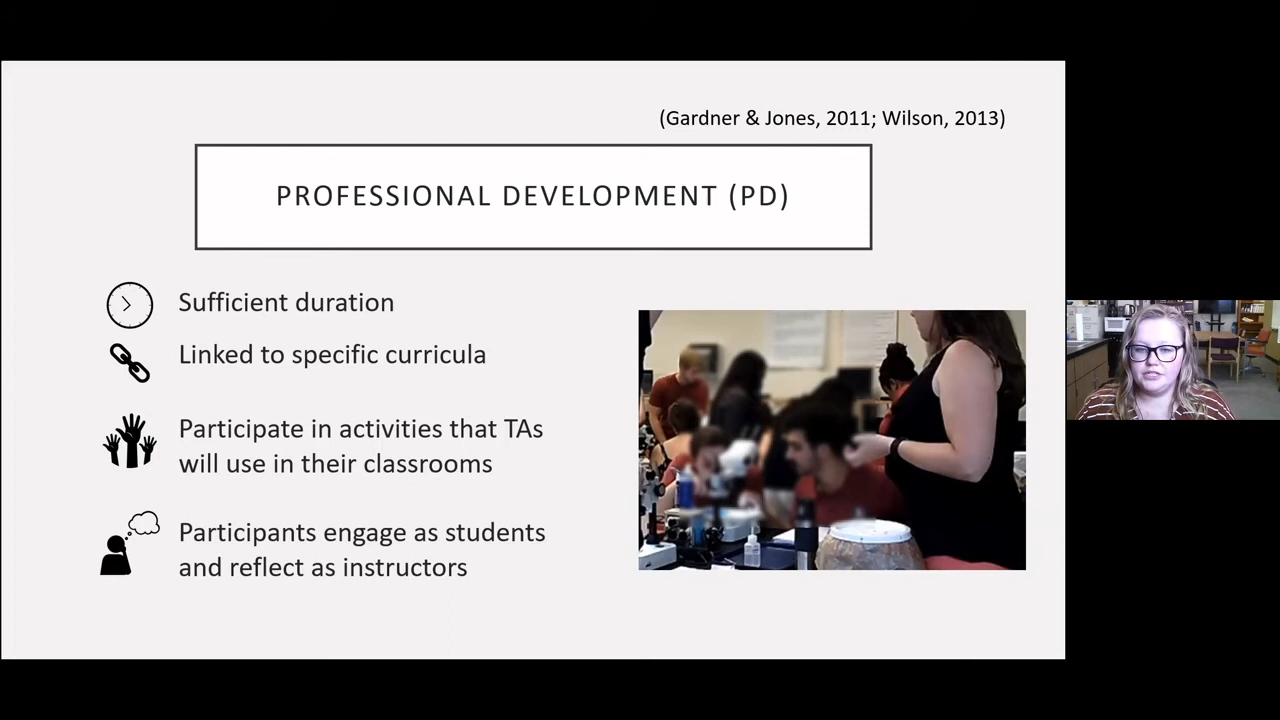 (Gardner & Jones, 2011; Wilson, 2013)
PROFESSIONAL DEVELOPMENT (PD)
Sufficient duration
Linked to specific curricula
Participate in activities that TAs
will use in their classrooms
Participants engage as students
and reflect as instructors